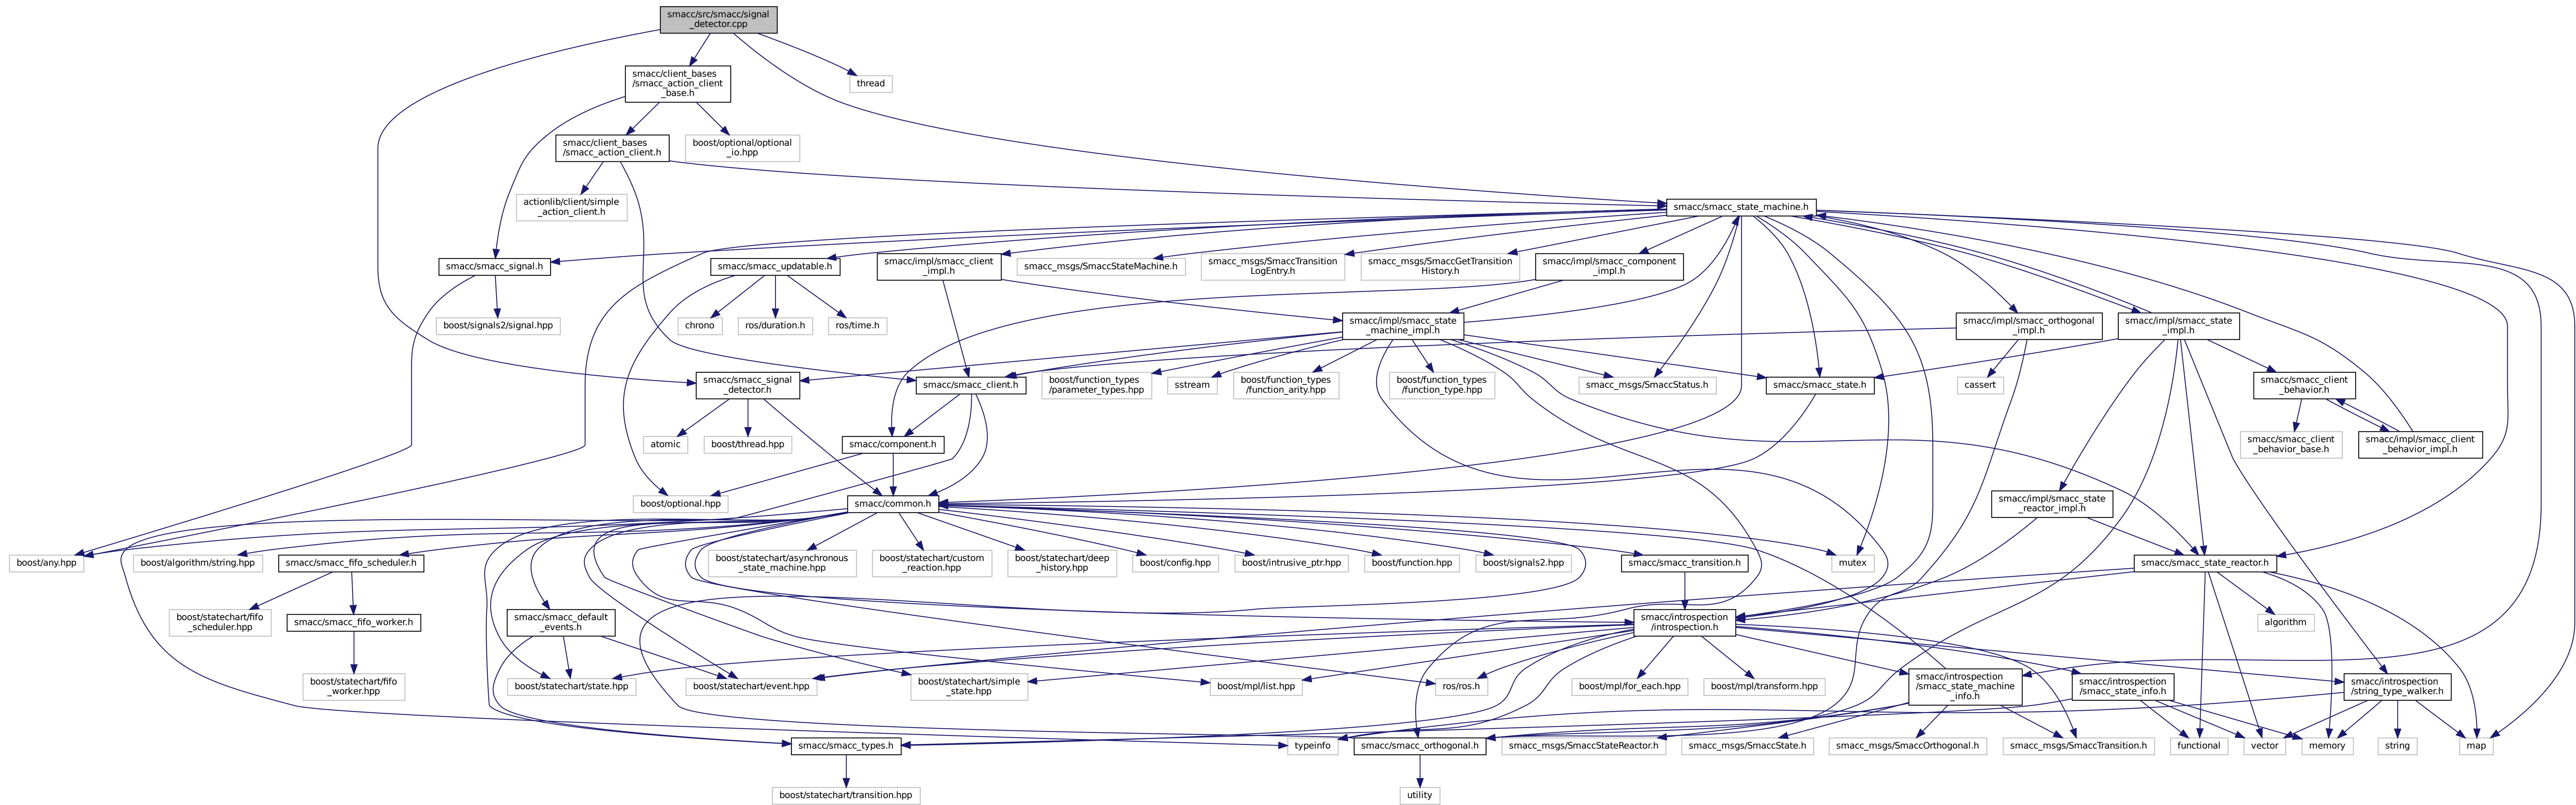 smacc/src/smacc/signal
_detector.cpp
smacc/client_bases
/smacc_action_client
_base.h
thread
smacc/client_bases
/smacc_action_client.h
boost/optional/optional
_io.hpp
actionlib/client/simple
_action_client.h
smacc/smacc_state_machine.h
smacc/smacc_signal.h
smacc/smacc_updatable.h
smacc/impl/smacc_client
_impl.h
smacc_msgs/SmaccStateMachine.h
smacc_msgs/SmaccTransition
LogEntry.h
smacc_msgs/SmaccGetTransition
History.h
smacc/impl/smacc_component
_impl.h
boost/signals2/signal.hpp
chrono
ros/duration.h
ros/time.h
smacc/impl/smacc_state
_machine_impl.h
smacc/impl/smacc_orthogonal
_impl.h
smacc/impl/smacc_state
_impl.h
smacc/smacc_signal
_detector.h
smacc/smacc_client.h
boost/function_types
/parameter_types.hpp
sstream
boost/function_types
/function_arity.hpp
boost/function_types
/function_type.hpp
smacc_msgs/SmaccStatus.h
smacc/smacc_state.h
cassert
smacc/smacc_client
_behavior.h
atomic
boost/thread.hpp
smacc/component.h
smacc/smacc_client
_behavior_base.h
smacc/impl/smacc_client
_behavior_impl.h
boost/optional.hpp
smacc/common.h
smacc/impl/smacc_state
_reactor_impl.h
boost/any.hpp
boost/algorithm/string.hpp
smacc/smacc_fifo_scheduler.h
boost/statechart/asynchronous
_state_machine.hpp
boost/statechart/custom
_reaction.hpp
boost/statechart/deep
_history.hpp
boost/config.hpp
boost/intrusive_ptr.hpp
boost/function.hpp
boost/signals2.hpp
smacc/smacc_transition.h
mutex
smacc/smacc_state_reactor.h
boost/statechart/fifo
_scheduler.hpp
smacc/smacc_fifo_worker.h
smacc/smacc_default
_events.h
smacc/introspection
/introspection.h
algorithm
boost/statechart/fifo
_worker.hpp
boost/statechart/state.hpp
boost/statechart/event.hpp
boost/statechart/simple
_state.hpp
boost/mpl/list.hpp
ros/ros.h
boost/mpl/for_each.hpp
boost/mpl/transform.hpp
smacc/introspection
/smacc_state_machine
_info.h
smacc/introspection
/smacc_state_info.h
smacc/introspection
/string_type_walker.h
smacc/smacc_types.h
typeinfo
smacc/smacc_orthogonal.h
smacc_msgs/SmaccStateReactor.h
smacc_msgs/SmaccState.h
smacc_msgs/SmaccOrthogonal.h
smacc_msgs/SmaccTransition.h
functional
vector
memory
string
map
boost/statechart/transition.hpp
utility